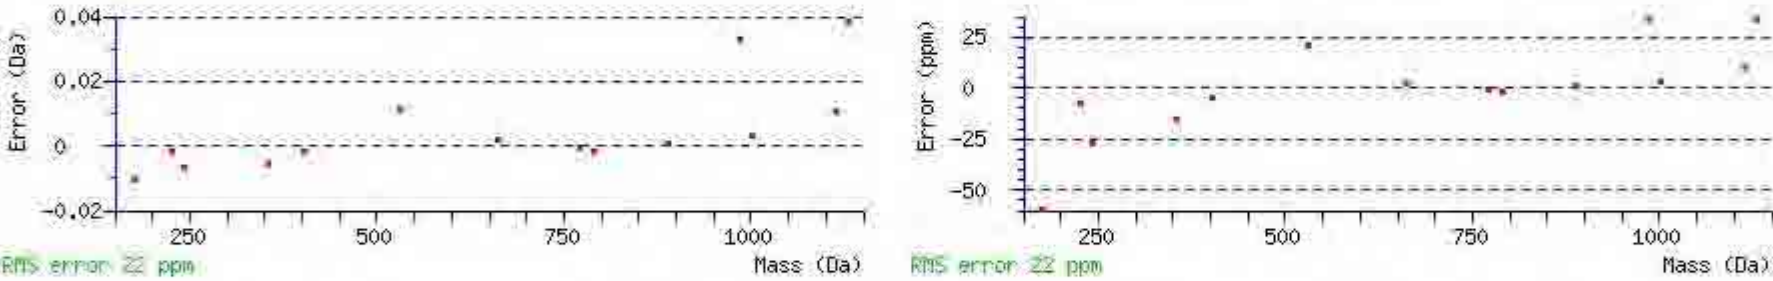 0.04
0.02
0
-0.02
Error (Da)
250 500 750 1000
RMS error 22 ppm
Mass (Da)
25
0
-25
-50
Error (ppm)
250 500 750 1000
RMS error 22 ppm
Mass (Da)